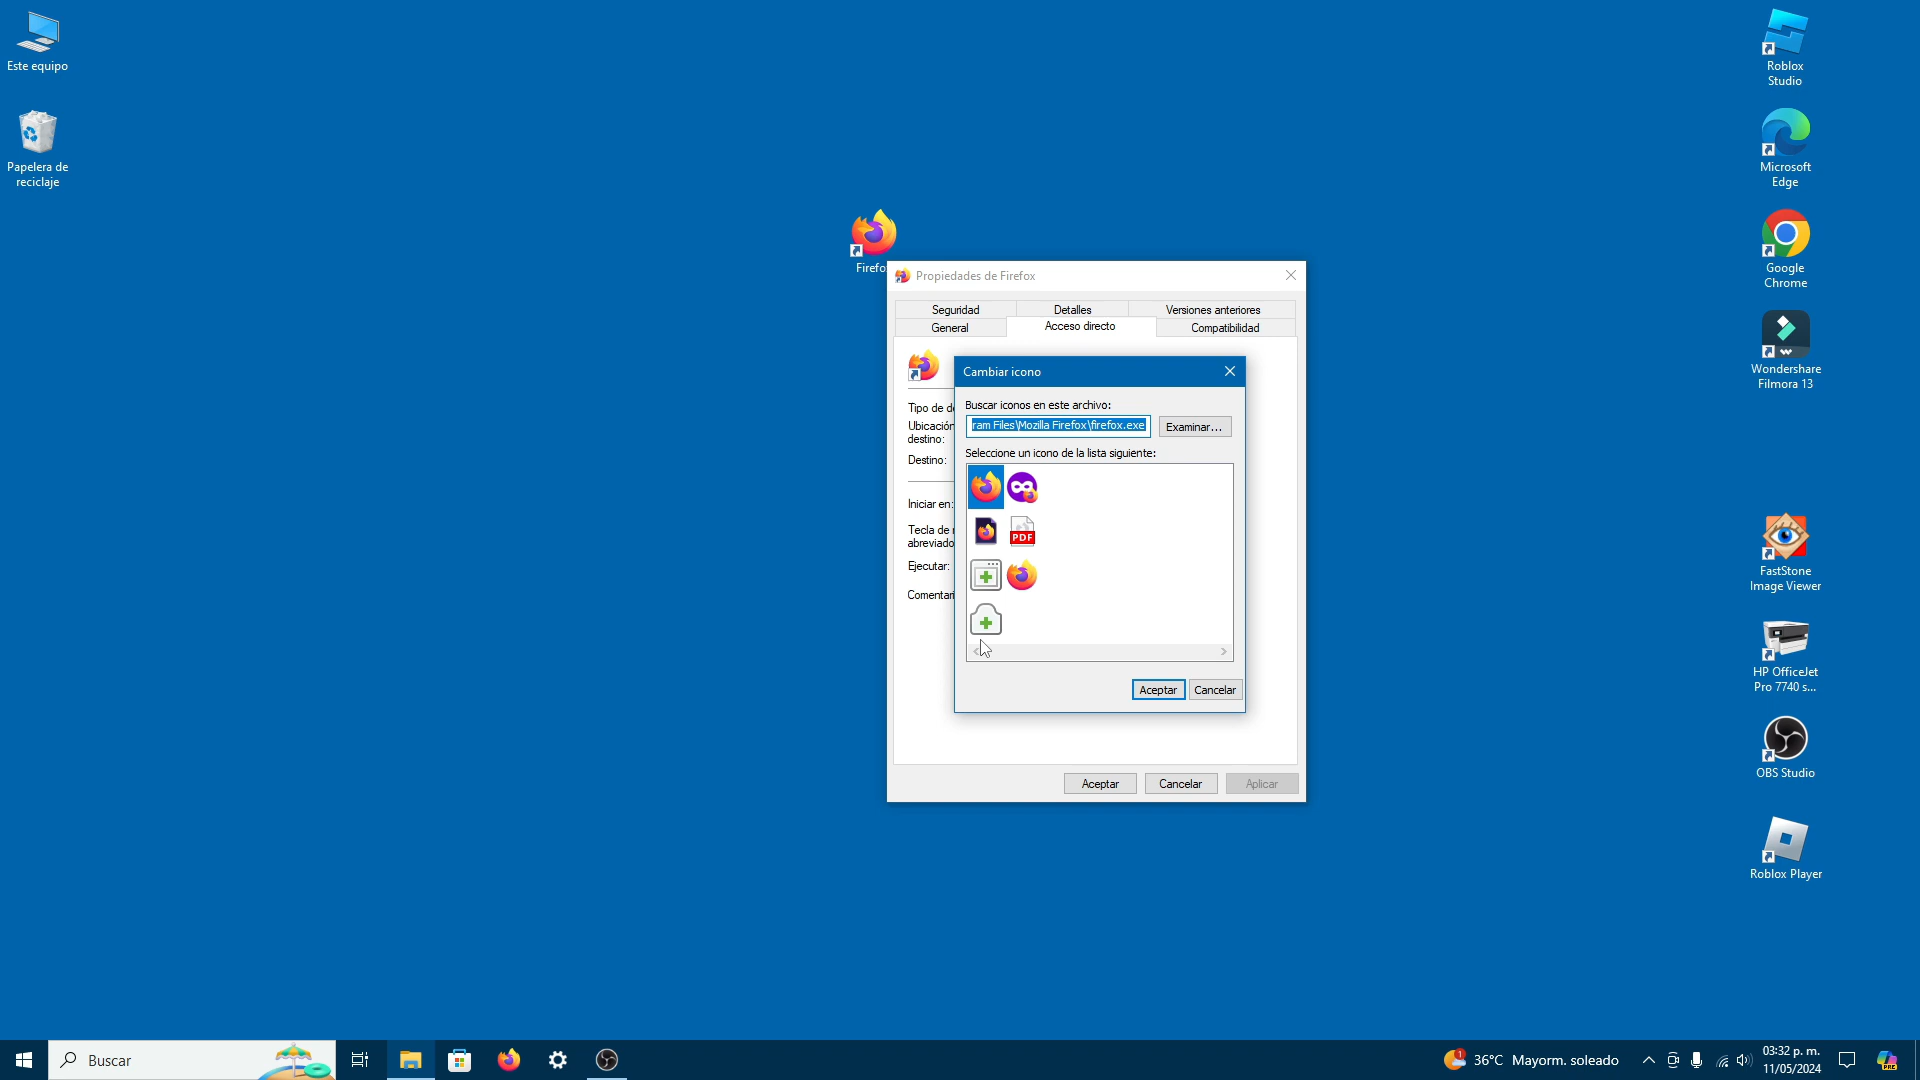 Este equipo
Papelera de
reciclaje
Roblox
Studio
Microsoft
Edge
Google
Chrome
Wondershare
Filmora 13
FastStone
Image Viewer
HP OfficeJet
Pro 7740 s...
OBS Studio
Roblox Player
Firefo
Propiedades de Firefox
Seguridad
Detalles
Versiones anteriores
General
Acceso directo
Compatibilidad
Tipo de de
Ubicación
destino:
Destino:
Iniciar en:
Tecla de
abreviado
Ejecutar:
Comentari
Cambiar icono
Buscar iconos en este archivo:
ram Files\Mozilla Firefox\firefox.exe
Examinar...
Seleccione un icono de la lista siguiente:
PDF
Aceptar
Cancelar
Aceptar
Cancelar
Aplicar
Buscar
1
36°C Mayorm. soleado
03:32 p. m.
11/05/2024
PRE